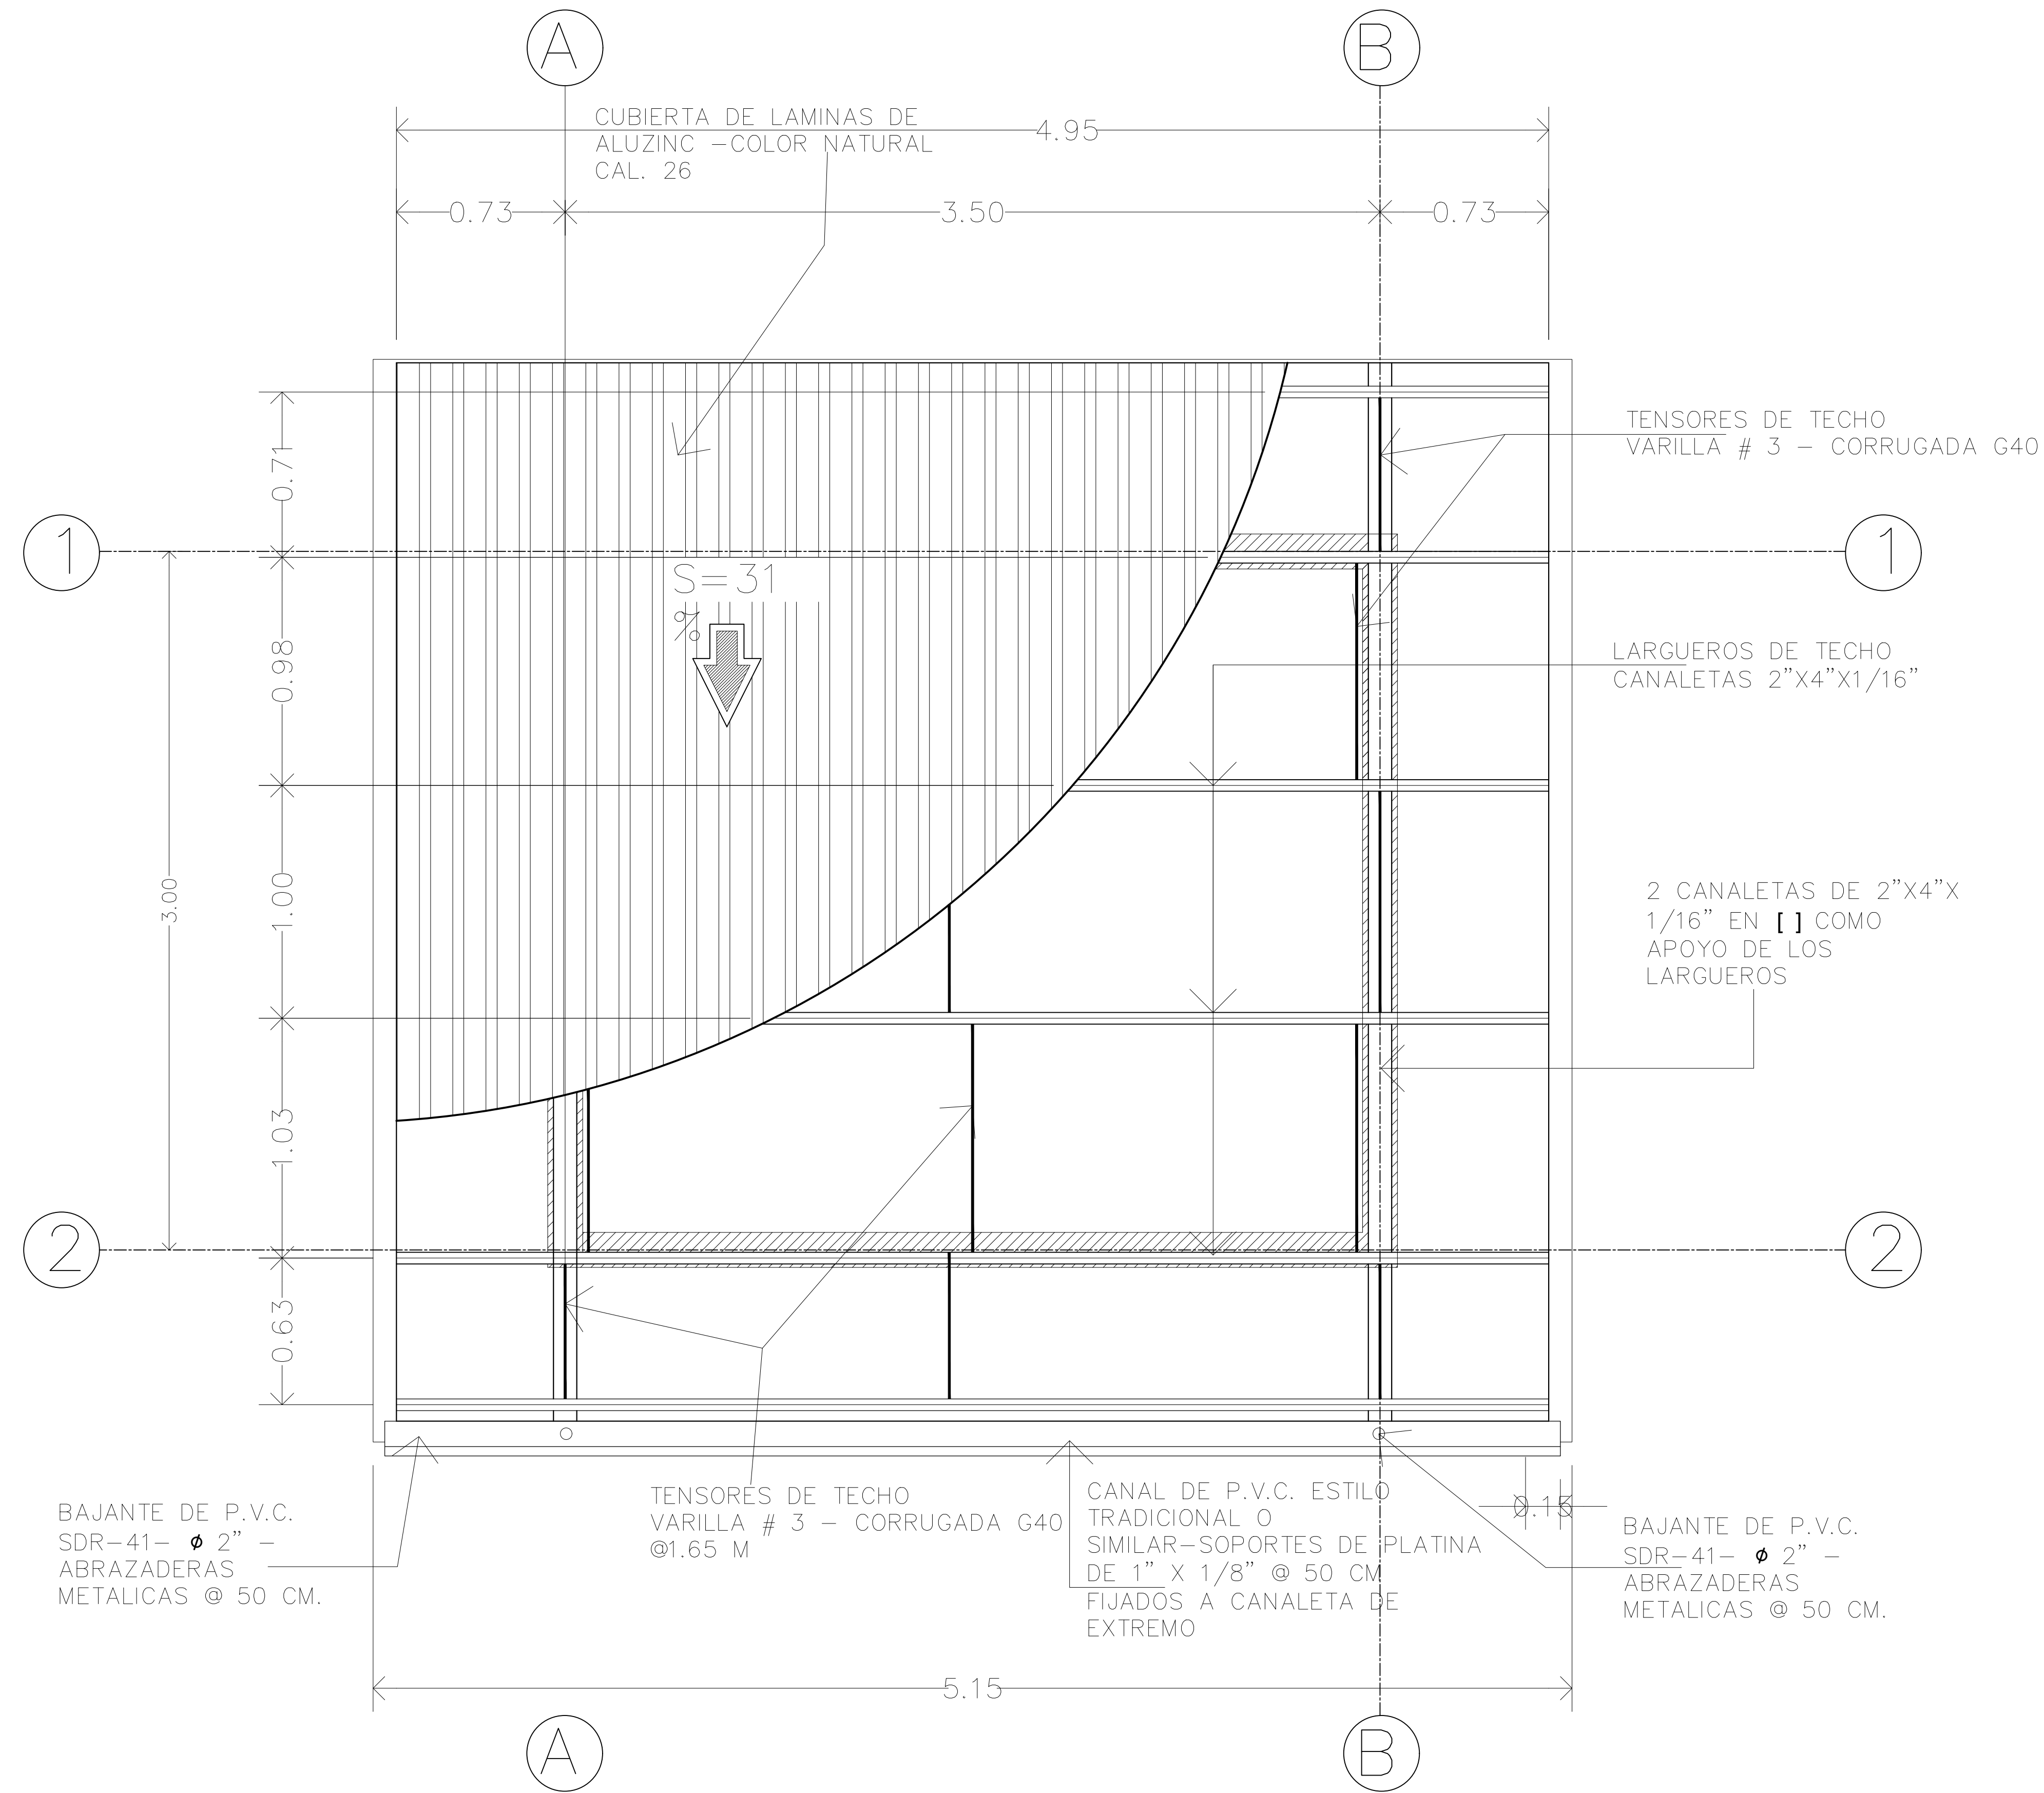 A
B
CUBIERTA DE LAMINAS DE
ALUZINC -COLOR NATURAL
CAL. 26
4.95
0.73
3.50
0.73
TENSORES DE TECHO
VARILLA # 3 - CORRUGADA G40
0.71
1
1
S=31
%
0.98
LARGUEROS DE TECHO
CANALETAS 2"X4"X1/16"
3.00
1.00
2 CANALETAS DE 2"X4"X
1/16" EN [ ] COMO
APOYO DE LOS
LARGUEROS
1.03
2
2
0.63
BAJANTE DE P.V.C.
SDR-41- ϕ 2" -
ABRAZADERAS
METALICAS @ 50 CM.
TENSORES DE TECHO
VARILLA # 3 - CORRUGADA G40
@1.65 M
CANAL DE P.V.C. ESTILO
TRADICIONAL O
SIMILAR-SOPORTES DE PLATINA
DE 1" X 1/8" @ 50 CM
FIJADOS A CANALETA DE
EXTREMO
0.15
BAJANTE DE P.V.C.
SDR-41- ϕ 2" -
ABRAZADERAS
METALICAS @ 50 CM.
5.15
A
B